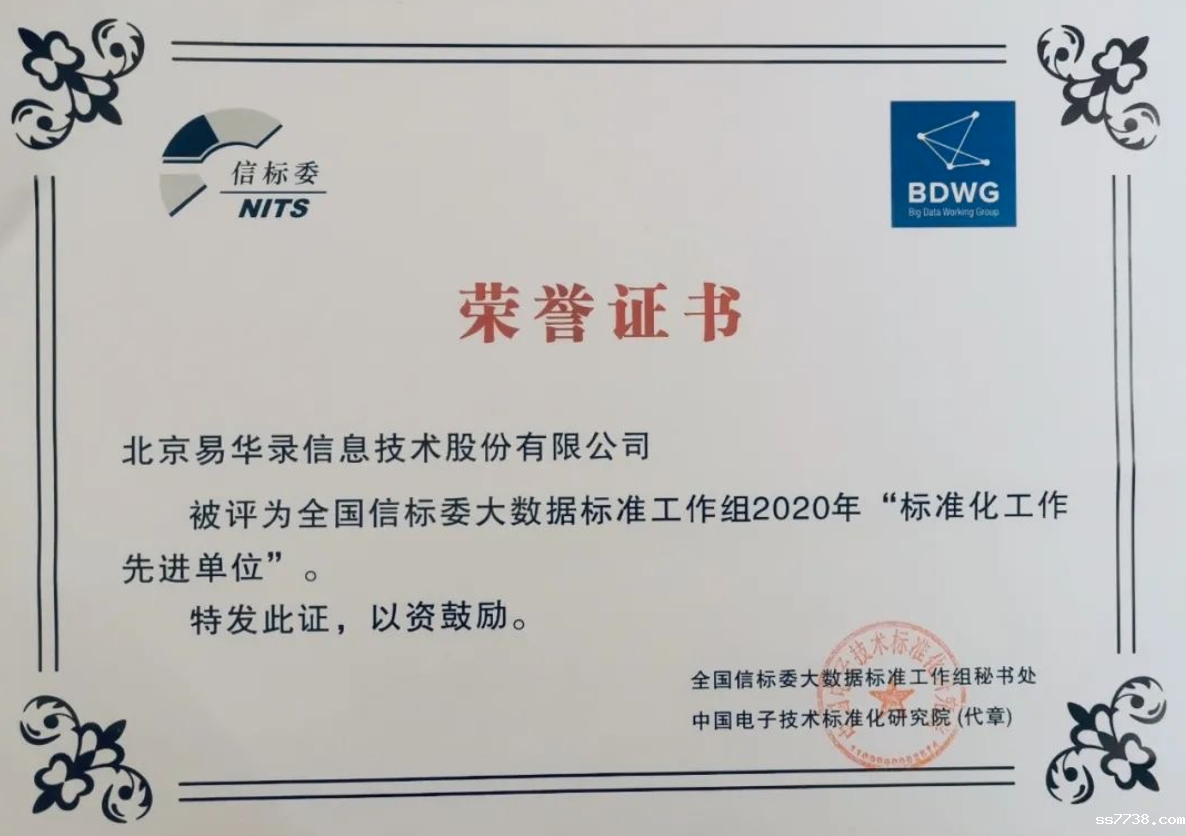 信标委
NITS
BDWG
Big Data Working Group
荣誉证书
北京易华录信息技术股份有限公司
被评为全国信标委大数据标准工作组2020年“标准化工作
先进单位”。
特发此证，以资鼓励。
全国信标委大数据标准工作组秘书处
中国电子技术标准化研究院(代章)
ss7738.com